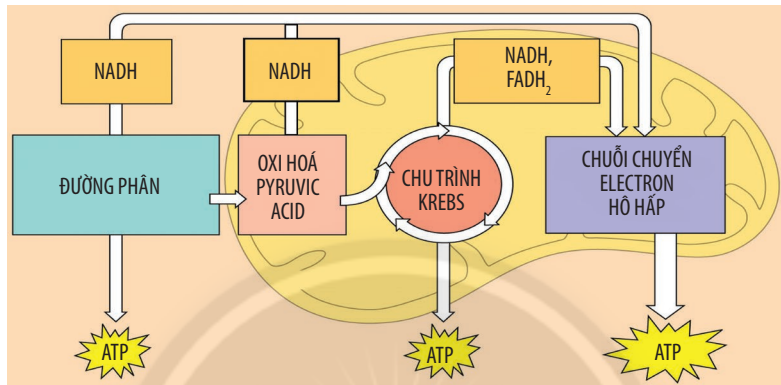 NADH
NADH
NADH,
FADH₂
ĐƯỜNG PHÂN
OXI HOÁ
PYRUVIC
ACID
CHU TRÌNH
KREBS
CHUỖI CHUYỂN
ELECTRON
HÔ HẤP
ATP
ATP
ATP